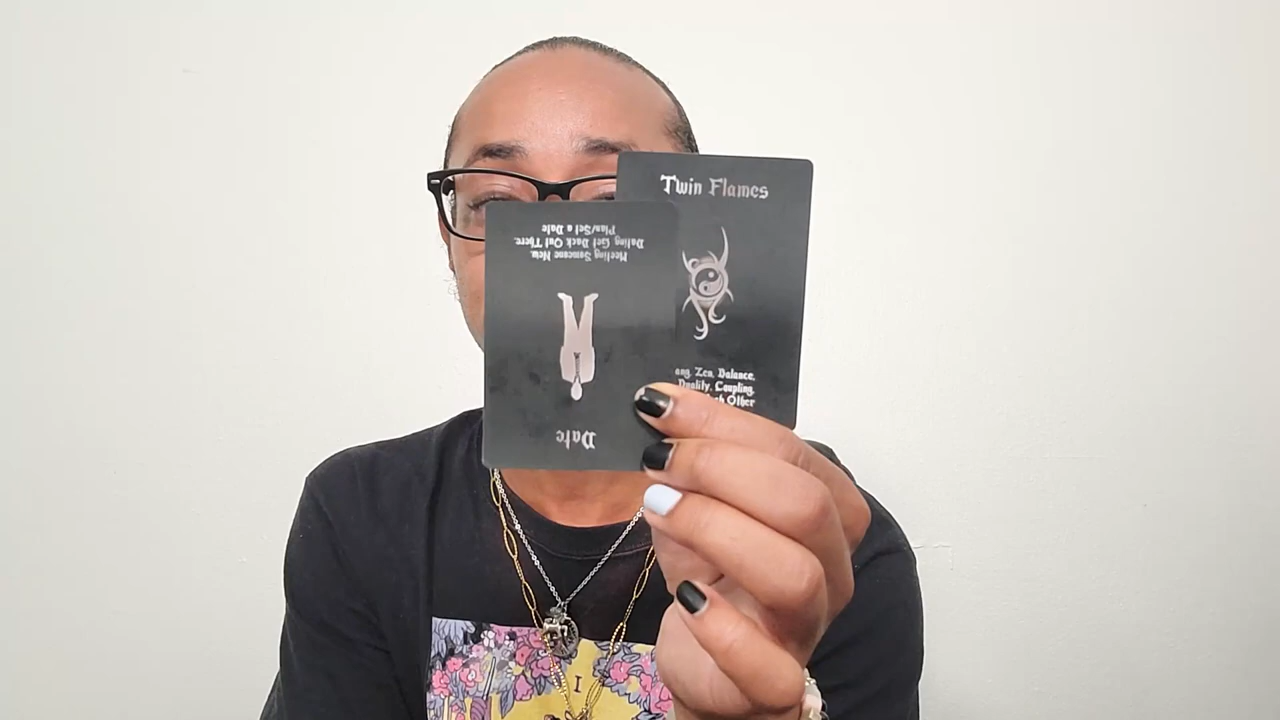 Twin Flames
Zen, Balance,
Duality, Coupling,
Other
Date
Meeting Someone New,
Dating, Get Back Out There,
Plan/Set a Date
I